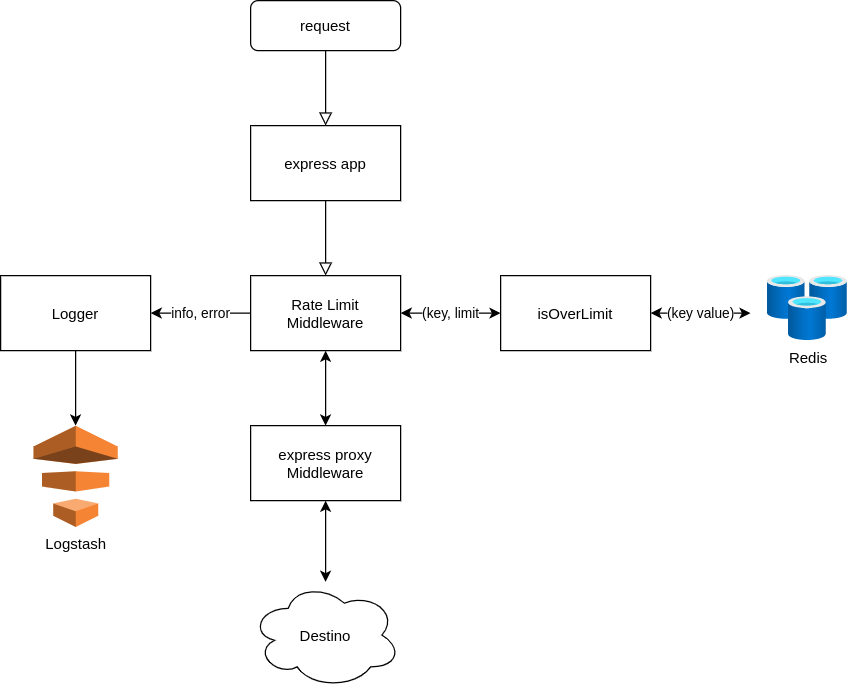 request
express app
Logger
info, error
Rate Limit
Middleware
(key, limit
isOverLimit
(key value)
Redis
express proxy
Middleware
Logstash
Destino